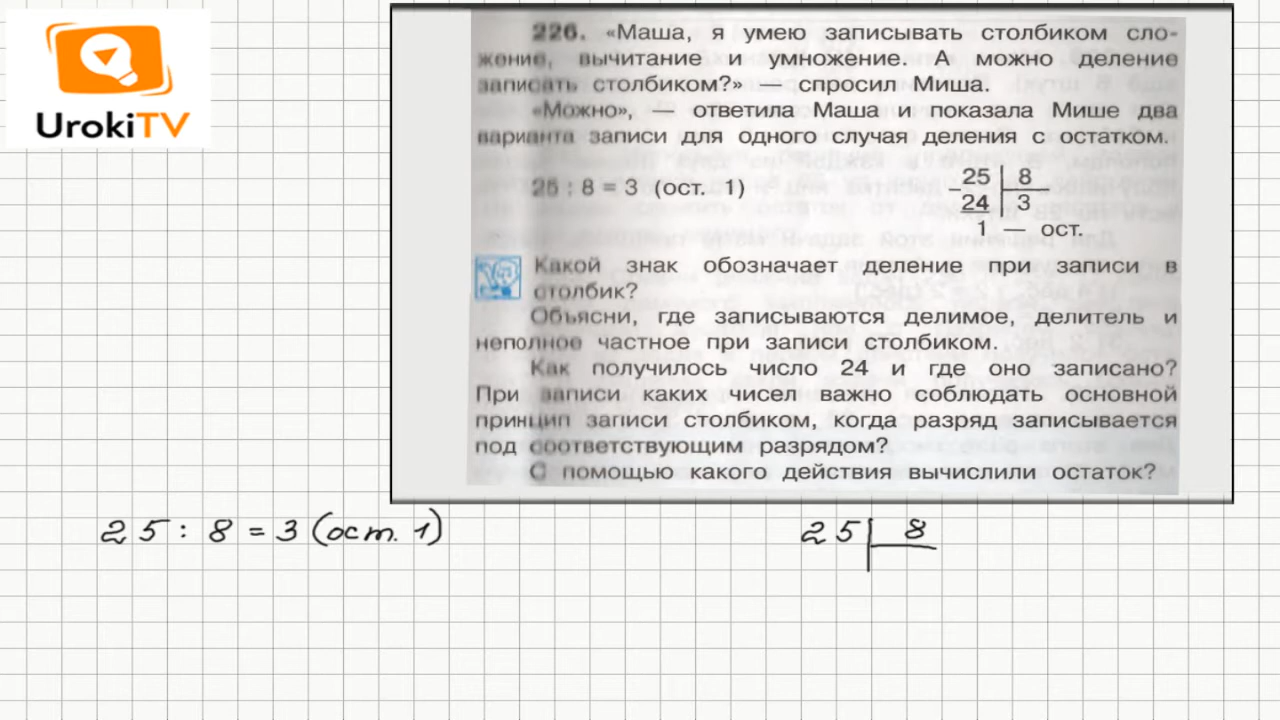 UrokiTV
226. «Маша, я умею записывать столбиком сло-
жение, вычитание и умножение. А можно деление
записать столбиком?» — спросил Миша.
«Можно», — ответила Маша и показала Мише два
варианта записи для одного случая деления с остатком.
25 : 8 = 3 (ост. 1)
25 | 8
– 24 | 3
1 — ост.
Какой знак обозначает деление при записи в
столбик?
Объясни, где записываются делимое, делитель и
неполное частное при записи столбиком.
Как получилось число 24 и где оно записано?
При записи каких чисел важно соблюдать основной
принцип записи столбиком, когда разряд записывается
под соответствующим разрядом?
С помощью какого действия вычислили остаток?
25 : 8 = 3 (ост. 1)
25 | 8